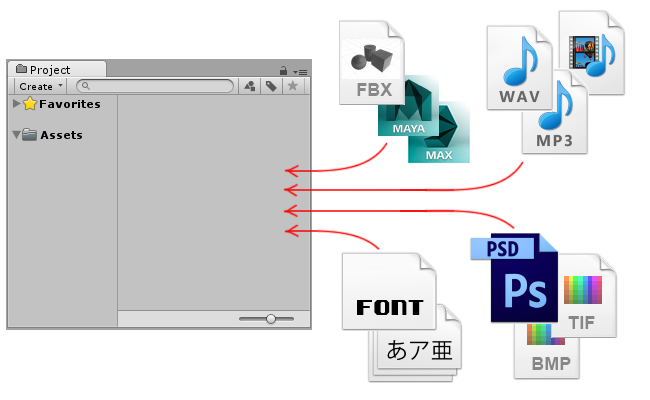 Project
Create
Favorites
Assets
FBX
MAYA
MAX
WAV
MP3
FONT
あア亜
PSD
Ps
TIF
BMP